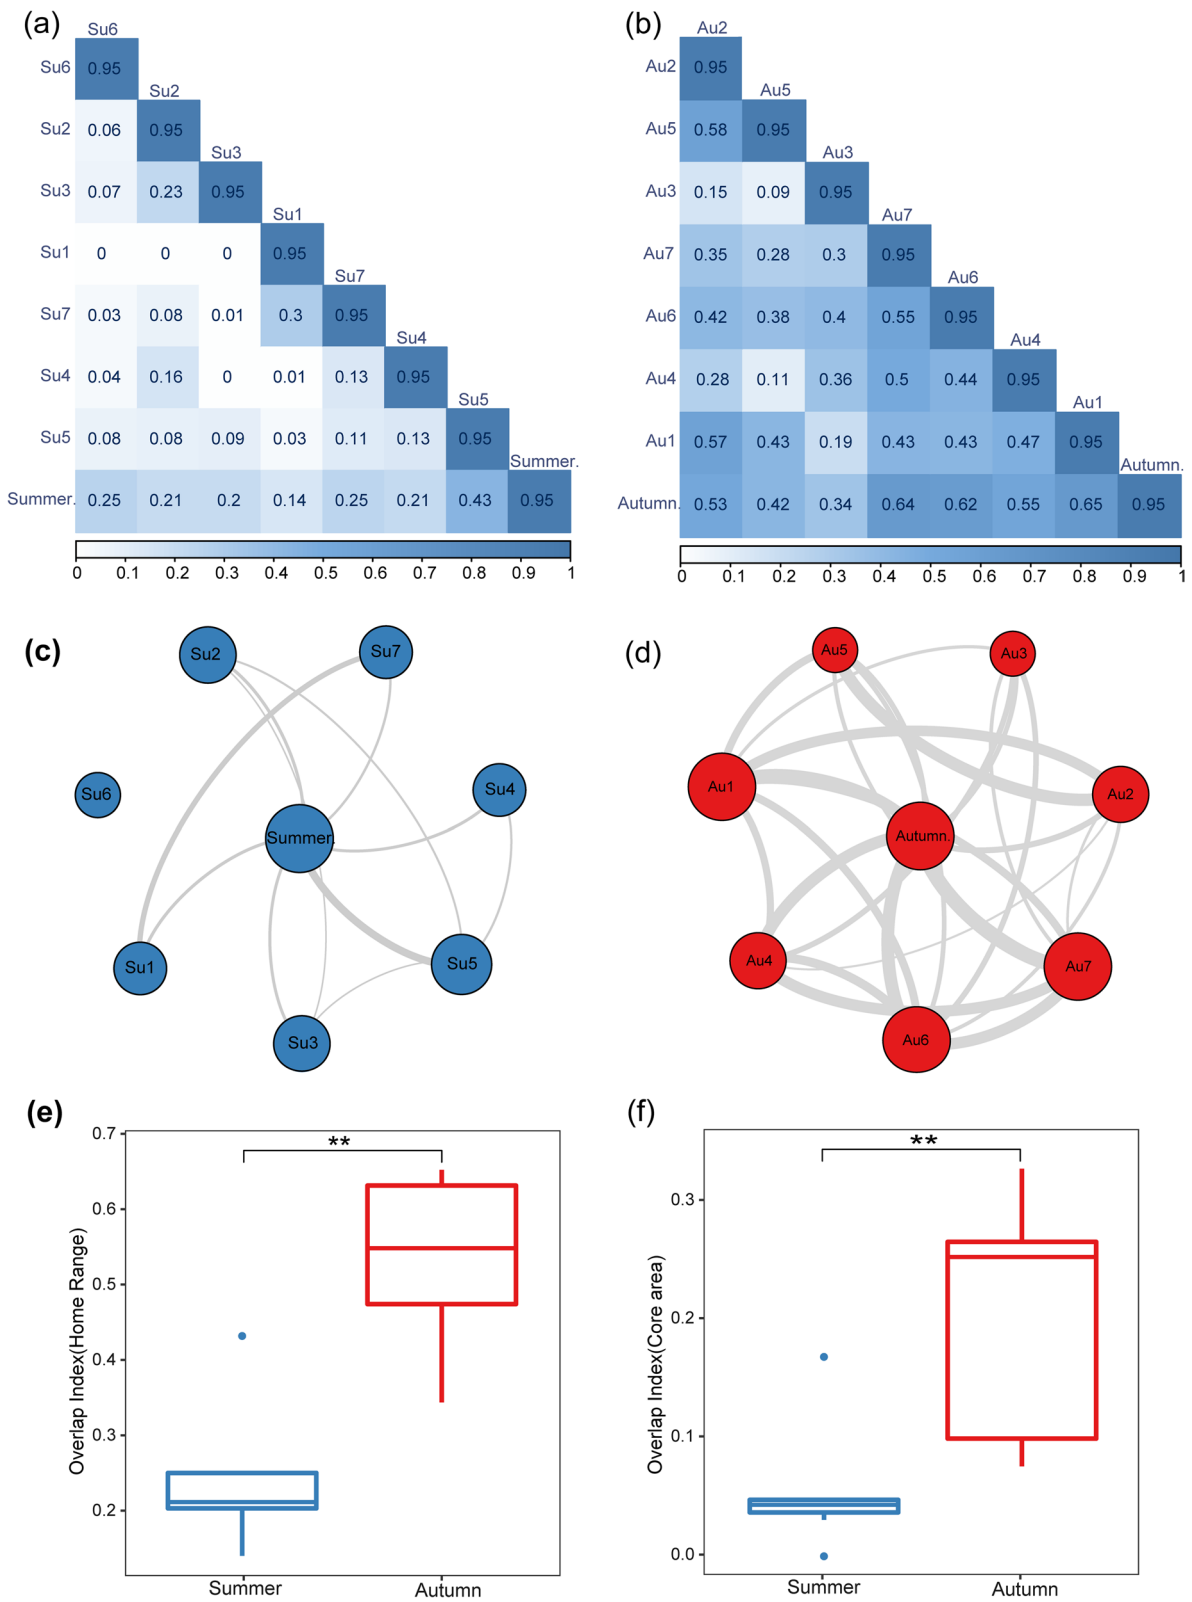 (a)
Su6
Su6 0.95
Su2
Su2 0.06 0.95
Su3
Su3 0.07 0.23 0.95
Su1
Su1 0 0 0 0.95
Su7
Su7 0.03 0.08 0.01 0.3 0.95
Su4
Su4 0.04 0.16 0 0.01 0.13 0.95
Su5
Su5 0.08 0.08 0.09 0.03 0.11 0.13 0.95
Summer.
Summer. 0.25 0.21 0.2 0.14 0.25 0.21 0.43 0.95
0 0.1 0.2 0.3 0.4 0.5 0.6 0.7 0.8 0.9 1
(b)
Au2
Au2 0.95
Au5
Au5 0.58 0.95
Au3
Au3 0.15 0.09 0.95
Au7
Au7 0.35 0.28 0.3 0.95
Au6
Au6 0.42 0.38 0.4 0.55 0.95
Au4
Au4 0.28 0.11 0.36 0.5 0.44 0.95
Au1
Au1 0.57 0.43 0.19 0.43 0.43 0.47 0.95
Autumn.
Autumn. 0.53 0.42 0.34 0.64 0.62 0.55 0.65 0.95
0 0.1 0.2 0.3 0.4 0.5 0.6 0.7 0.8 0.9 1
(c)
Su2
Su7
Su6
Su4
Summer.
Su1
Su5
Su3
(d)
Au5
Au3
Au1
Au2
Autumn.
Au4
Au7
Au6
(e)
0.7
0.6
0.5
0.4
0.3
0.2
Overlap Index(Home Range)
**
Summer Autumn
(f)
0.3
0.2
0.1
0.0
Overlap Index(Core area)
**
Summer Autumn